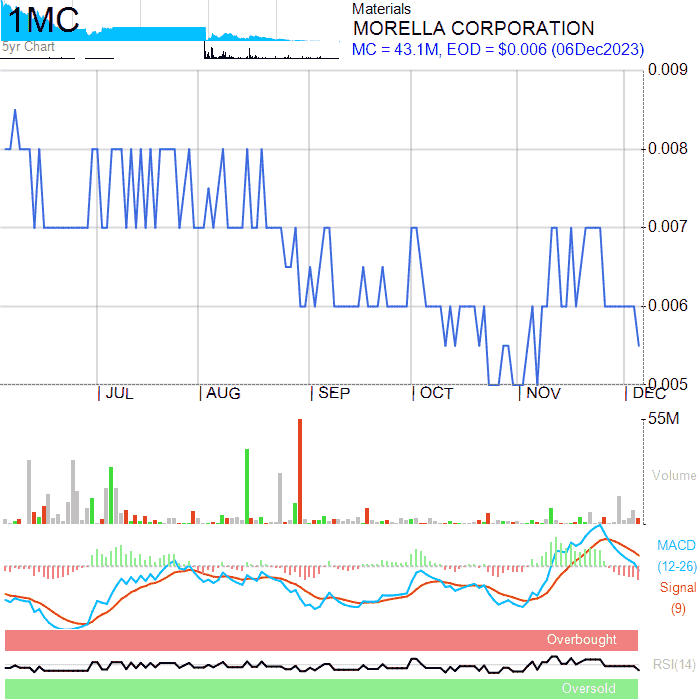 1MC
5yr Chart
Materials
MORELLA CORPORATION
MC = 43.1M, EOD = $0.006 (06Dec2023)
0.009
0.008
0.007
0.006
0.005
JUL AUG SEP OCT NOV DEC
55M
Volume
MACD
(12-26)
Signal
(9)
Overbought
RSI(14)
Oversold